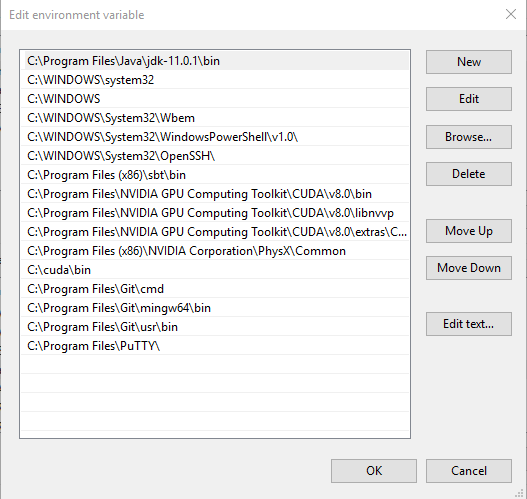 Edit environment variable
C:\Program Files\Java\jdk-11.0.1\bin
New
C:\WINDOWS\system32
C:\WINDOWS
Edit
C:\WINDOWS\System32\Wbem
C:\WINDOWS\System32\WindowsPowerShell\v1.0\
Browse...
C:\WINDOWS\System32\OpenSSH\
C:\Program Files (x86)\sbt\bin
Delete
C:\Program Files\NVIDIA GPU Computing Toolkit\CUDA\v8.0\bin
C:\Program Files\NVIDIA GPU Computing Toolkit\CUDA\v8.0\libnvvp
C:\Program Files\NVIDIA GPU Computing Toolkit\CUDA\v8.0\extras\C...
Move Up
C:\Program Files (x86)\NVIDIA Corporation\PhysX\Common
C:\cuda\bin
Move Down
C:\Program Files\Git\cmd
C:\Program Files\Git\mingw64\bin
C:\Program Files\Git\usr\bin
Edit text...
C:\Program Files\PuTTY\
OK
Cancel